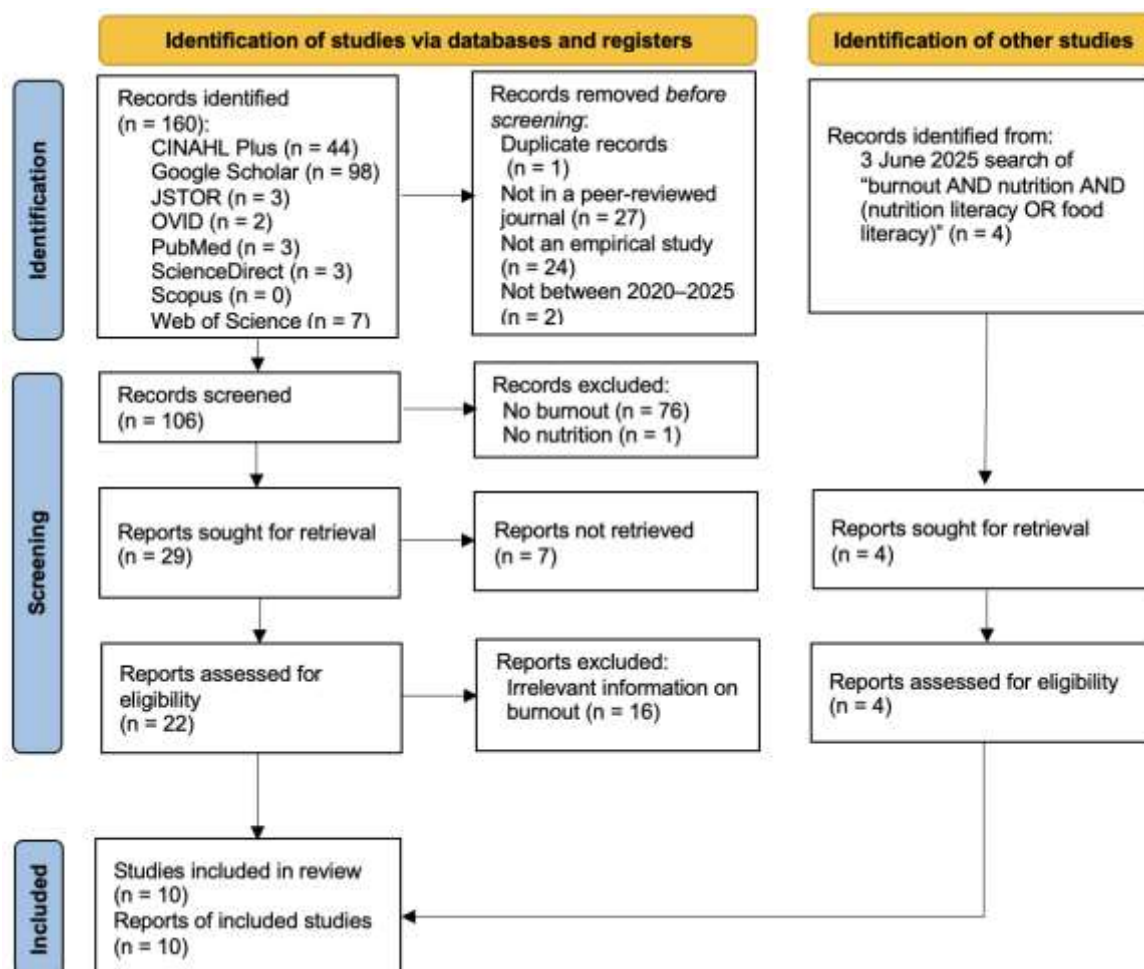 Identification of studies via databases and registers
Identification of other studies
Identification
Records identified
(n = 160):
CINAHL Plus (n = 44)
Google Scholar (n = 98)
JSTOR (n = 3)
OVID (n = 2)
PubMed (n = 3)
ScienceDirect (n = 3)
Scopus (n = 0)
Web of Science (n = 7)
Records removed before
screening:
Duplicate records
(n = 1)
Not in a peer-reviewed
journal (n = 27)
Not an empirical study
(n = 24)
Not between 2020–2025
(n = 2)
Records identified from:
3 June 2025 search of
“burnout AND nutrition AND
(nutrition literacy OR food
literacy)” (n = 4)
Screening
Records screened
(n = 106)
Records excluded:
No burnout (n = 76)
No nutrition (n = 1)
Reports sought for retrieval
(n = 29)
Reports not retrieved
(n = 7)
Reports sought for retrieval
(n = 4)
Reports assessed for
eligibility
(n = 22)
Reports excluded:
Irrelevant information on
burnout (n = 16)
Reports assessed for eligibility
(n = 4)
Included
Studies included in review
(n = 10)
Reports of included studies
(n = 10)